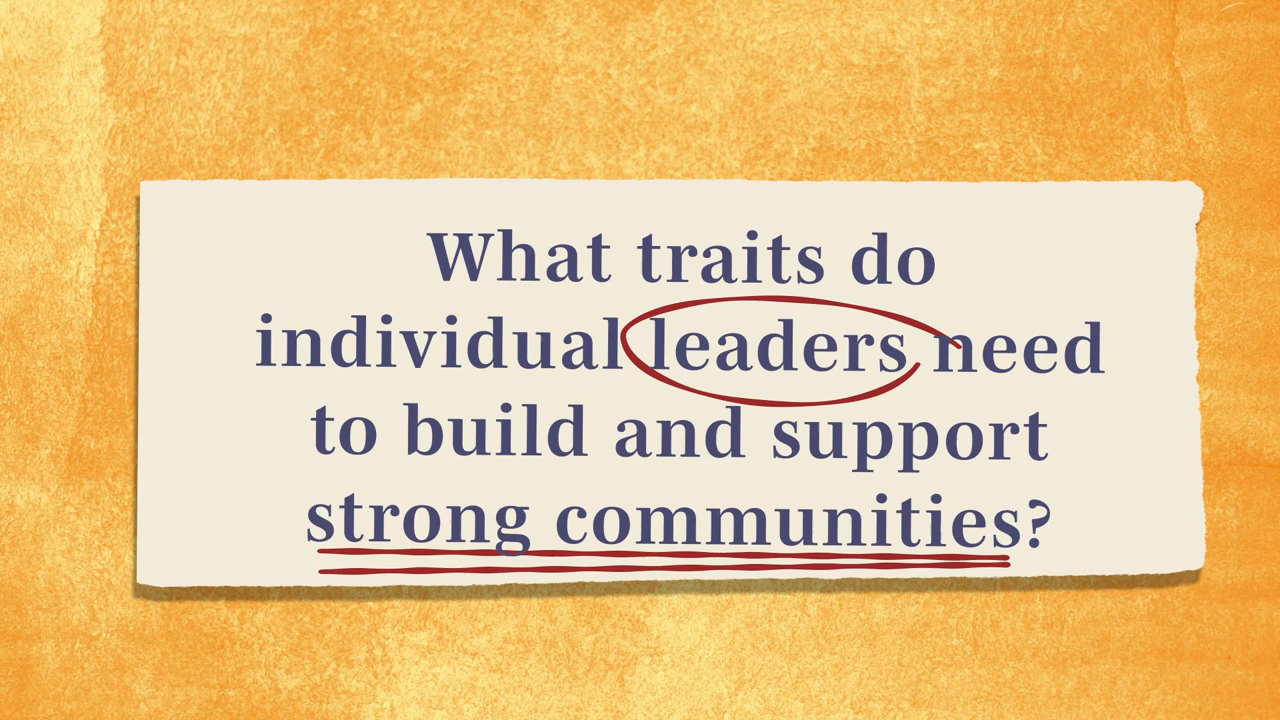 What traits do
individual leaders need
to build and support
strong communities?